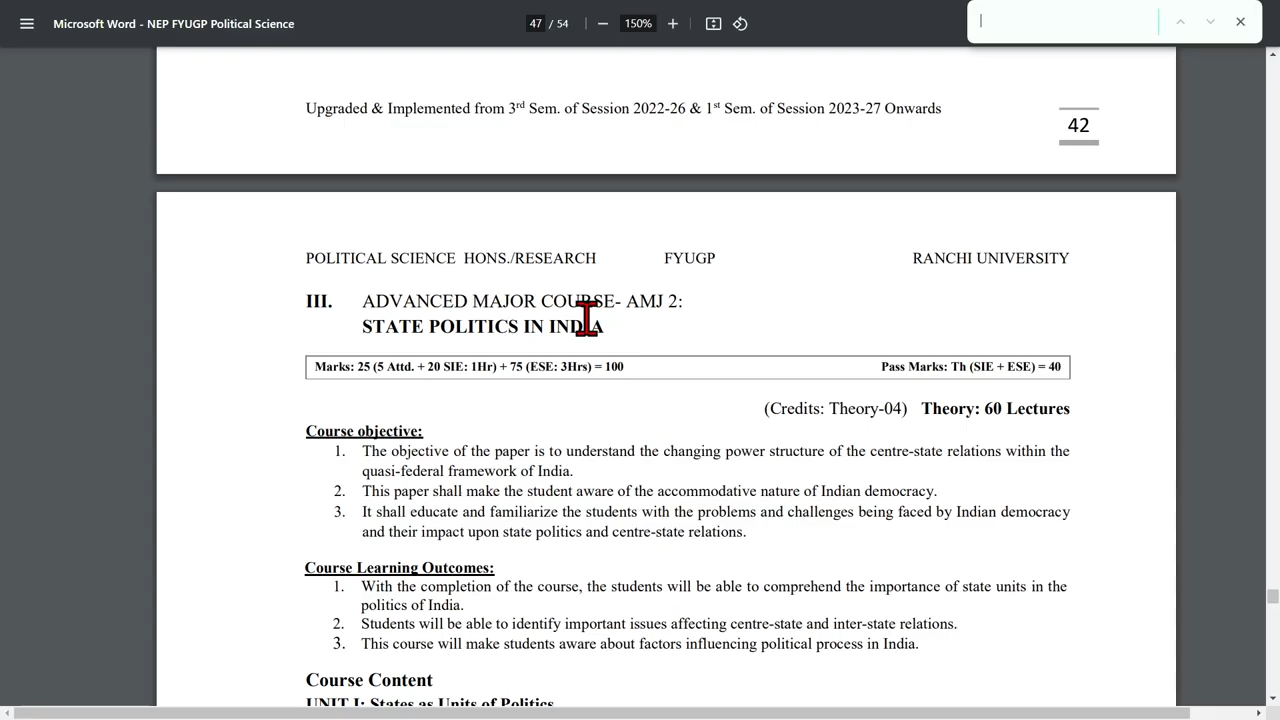 Microsoft Word - NEP FYUGP Political Science
47 / 54
150%
Upgraded & Implemented from 3rd Sem. of Session 2022-26 & 1st Sem. of Session 2023-27 Onwards
42
POLITICAL SCIENCE HONS./RESEARCH FYUGP RANCHI UNIVERSITY
III. ADVANCED MAJOR COURSE- AMJ 2:
STATE POLITICS IN INDIA
Marks: 25 (5 Attd. + 20 SIE: 1Hr) + 75 (ESE: 3Hrs) = 100 Pass Marks: Th (SIE + ESE) = 40
(Credits: Theory-04) Theory: 60 Lectures
Course objective:
1. The objective of the paper is to understand the changing power structure of the centre-state relations within the
quasi-federal framework of India.
2. This paper shall make the student aware of the accommodative nature of Indian democracy.
3. It shall educate and familiarize the students with the problems and challenges being faced by Indian democracy
and their impact upon state politics and centre-state relations.
Course Learning Outcomes:
1. With the completion of the course, the students will be able to comprehend the importance of state units in the
politics of India.
2. Students will be able to identify important issues affecting centre-state and inter-state relations.
3. This course will make students aware about factors influencing political process in India.
Course Content
UNIT I: States as Units of Politics